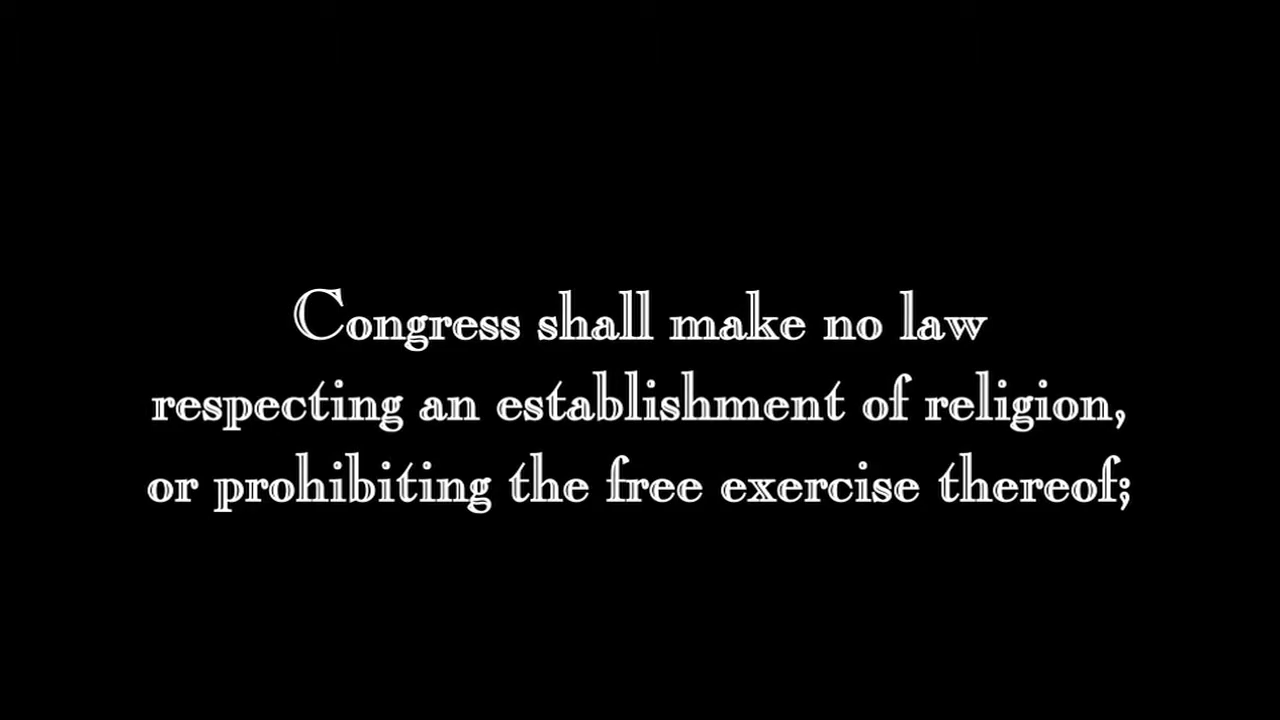 Congress shall make no law
respecting an establishment of religion,
or prohibiting the free exercise thereof;